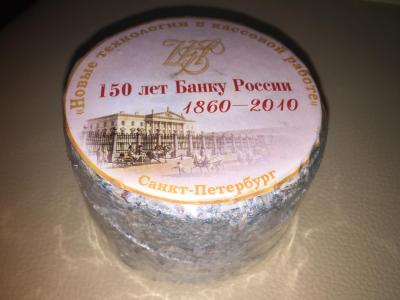 «Новые технологии в кассовой работе»
150 лет Банку России
1860–2010
Санкт-Петербург